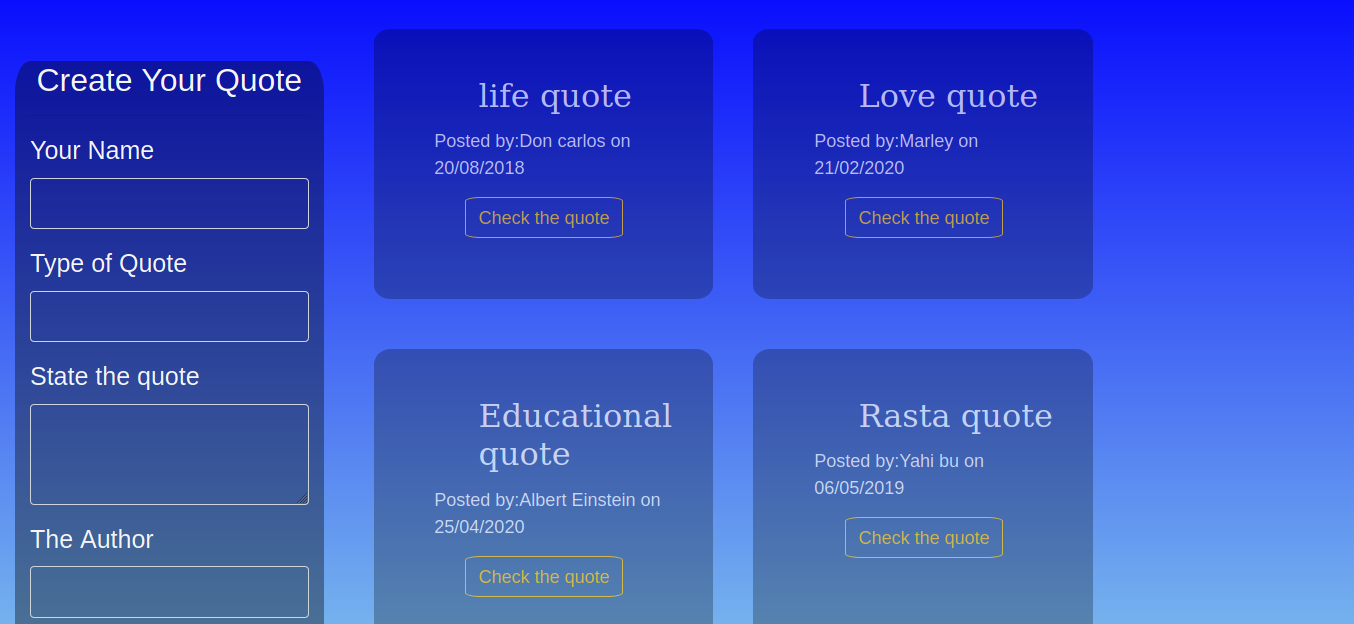 Create Your Quote
Your Name
Type of Quote
State the quote
The Author
life quote
Posted by:Don carlos on
20/08/2018
Check the quote
Love quote
Posted by:Marley on
21/02/2020
Check the quote
Educational
quote
Posted by:Albert Einstein on
25/04/2020
Check the quote
Rasta quote
Posted by:Yahi bu on
06/05/2019
Check the quote